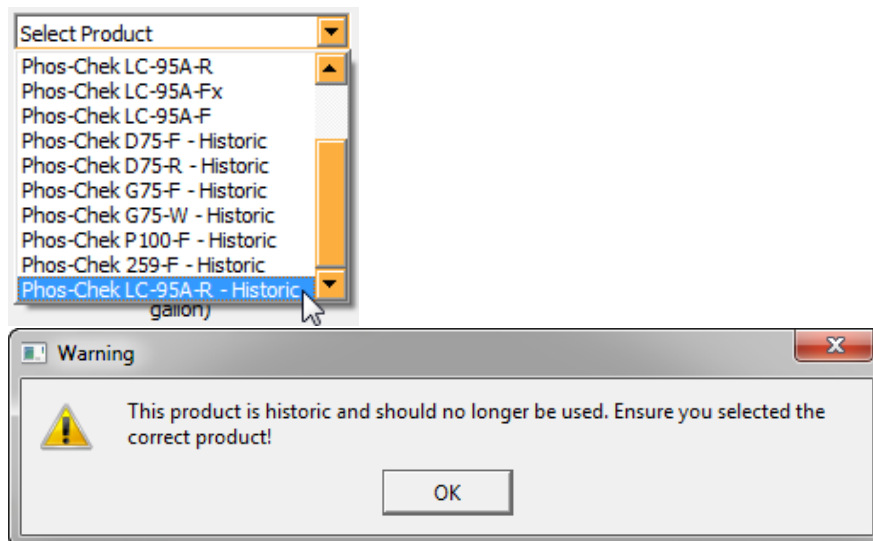 Select Product
Phos-Chek LC-95A-R
Phos-Chek LC-95A-Fx
Phos-Chek LC-95A-F
Phos-Chek D75-F - Historic
Phos-Chek D75-R - Historic
Phos-Chek G75-F - Historic
Phos-Chek G75-W - Historic
Phos-Chek P100-F - Historic
Phos-Chek 259-F - Historic
Phos-Chek LC-95A-R - Historic
gallon)
Warning
This product is historic and should no longer be used. Ensure you selected the
correct product!
OK